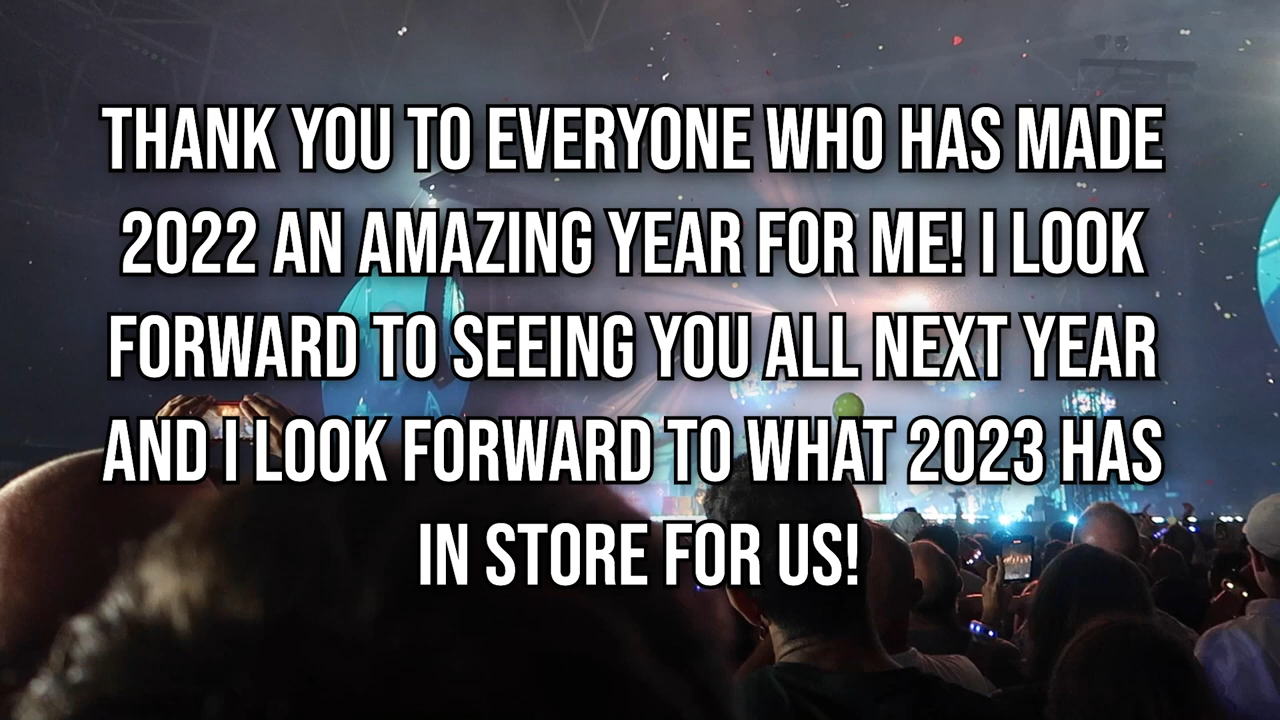 THANK YOU TO EVERYONE WHO HAS MADE
2022 AN AMAZING YEAR FOR ME! I LOOK
FORWARD TO SEEING YOU ALL NEXT YEAR
AND I LOOK FORWARD TO WHAT 2023 HAS
IN STORE FOR US!